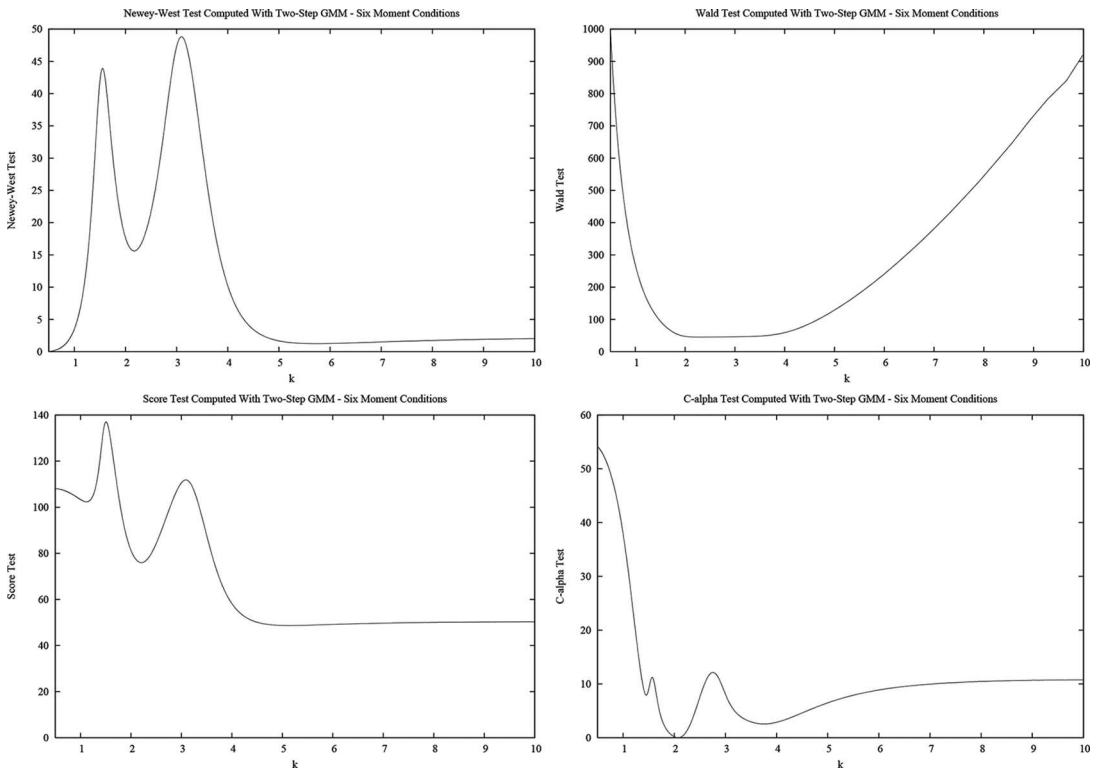 Newey-West Test Computed With Two-Step GMM - Six Moment Conditions
50
45
40
35
30
25
20
15
10
5
0
Newey-West Test
1 2 3 4 5 6 7 8 9 10
k
Wald Test Computed With Two-Step GMM - Six Moment Conditions
1000
900
800
700
600
500
400
300
200
100
0
Wald Test
1 2 3 4 5 6 7 8 9 10
k
Score Test Computed With Two-Step GMM - Six Moment Conditions
140
120
100
80
60
40
20
0
Score Test
1 2 3 4 5 6 7 8 9 10
k
C-alpha Test Computed With Two-Step GMM - Six Moment Conditions
60
50
40
30
20
10
0
C-alpha Test
1 2 3 4 5 6 7 8 9 10
k